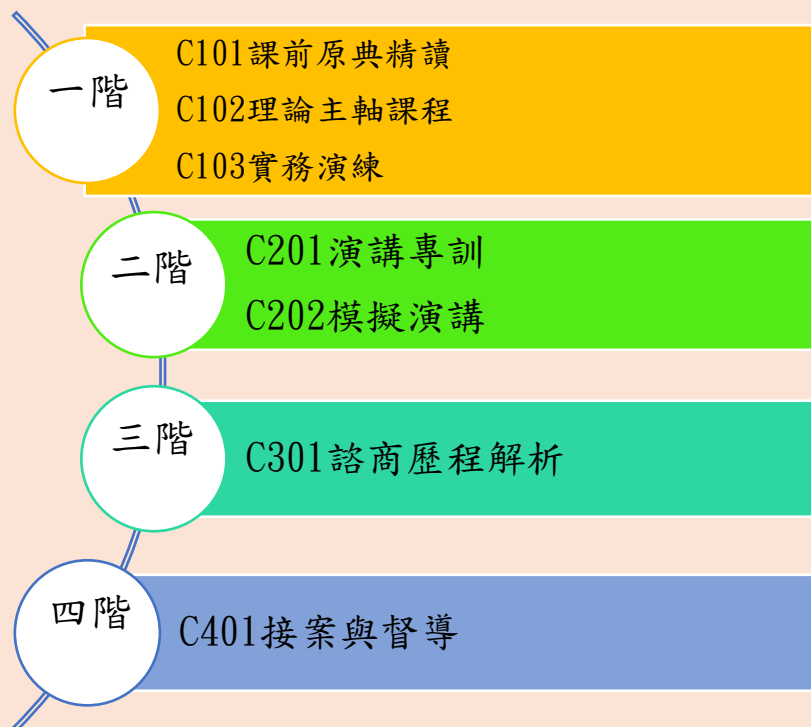 一階
C101課前原典精讀
C102理論主軸課程
C103實務演練
二階
C201演講專訓
C202模擬演講
三階
C301諮商歷程解析
四階
C401接案與督導